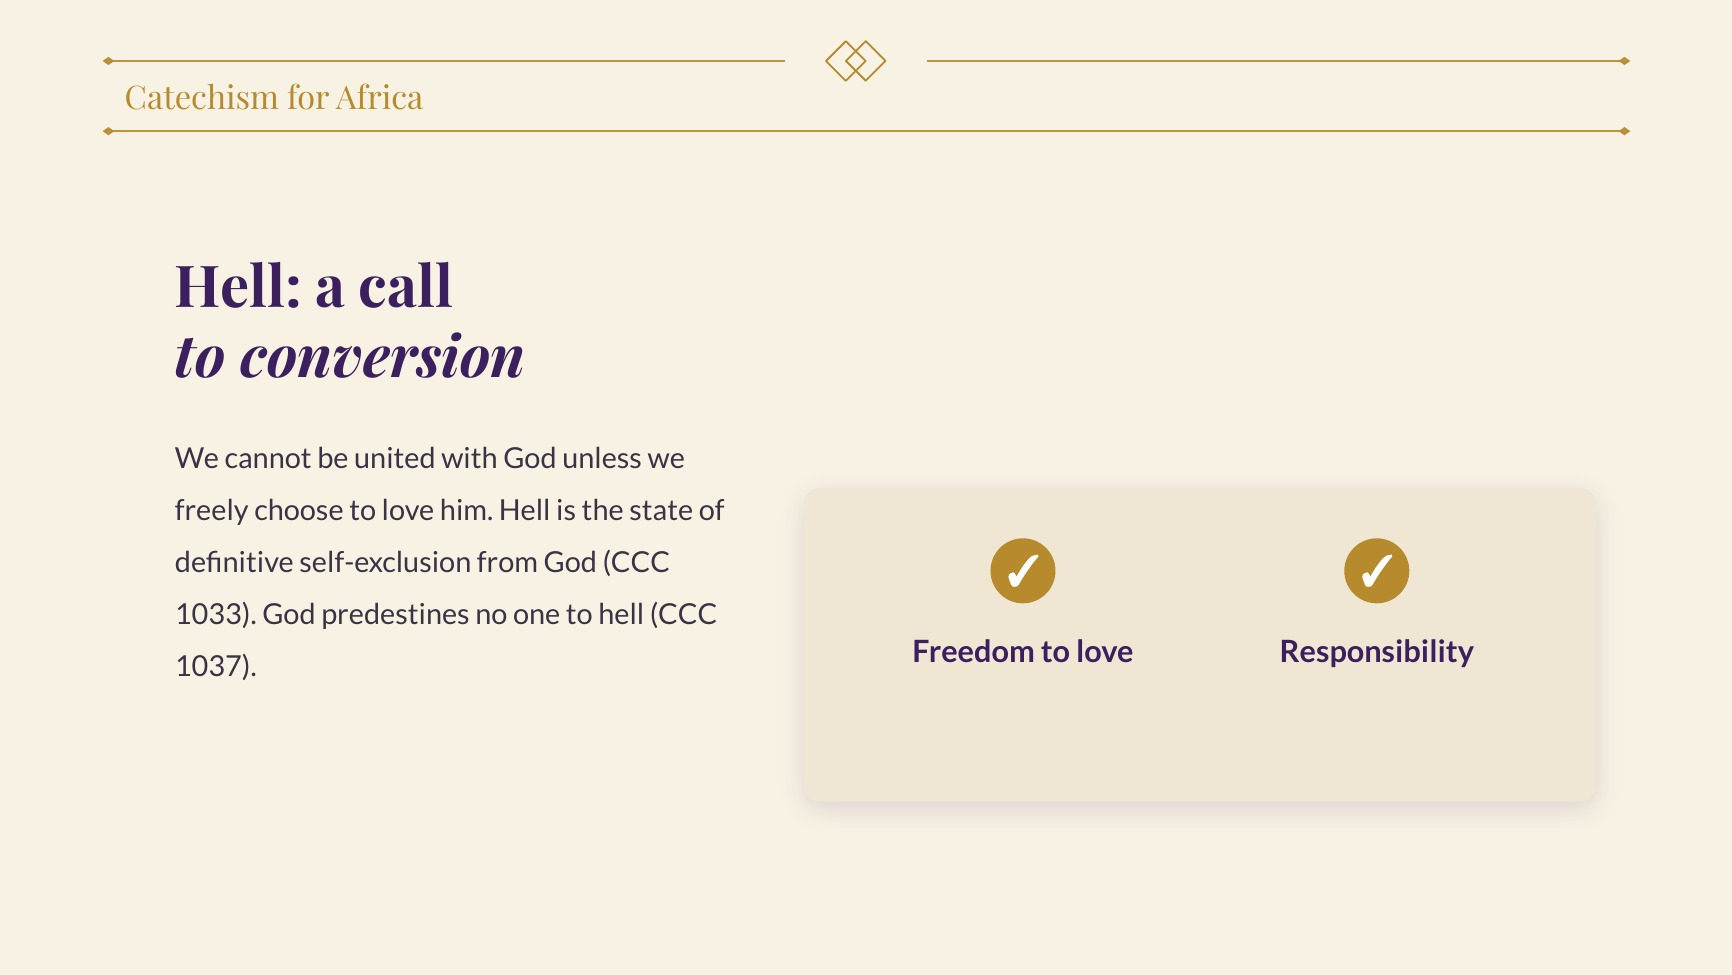 Catechism for Africa
Hell: a call
to conversion
We cannot be united with God unless we
freely choose to love him. Hell is the state of
definitive self-exclusion from God (CCC
1033). God predestines no one to hell (CCC
1037).
Freedom to love
Responsibility